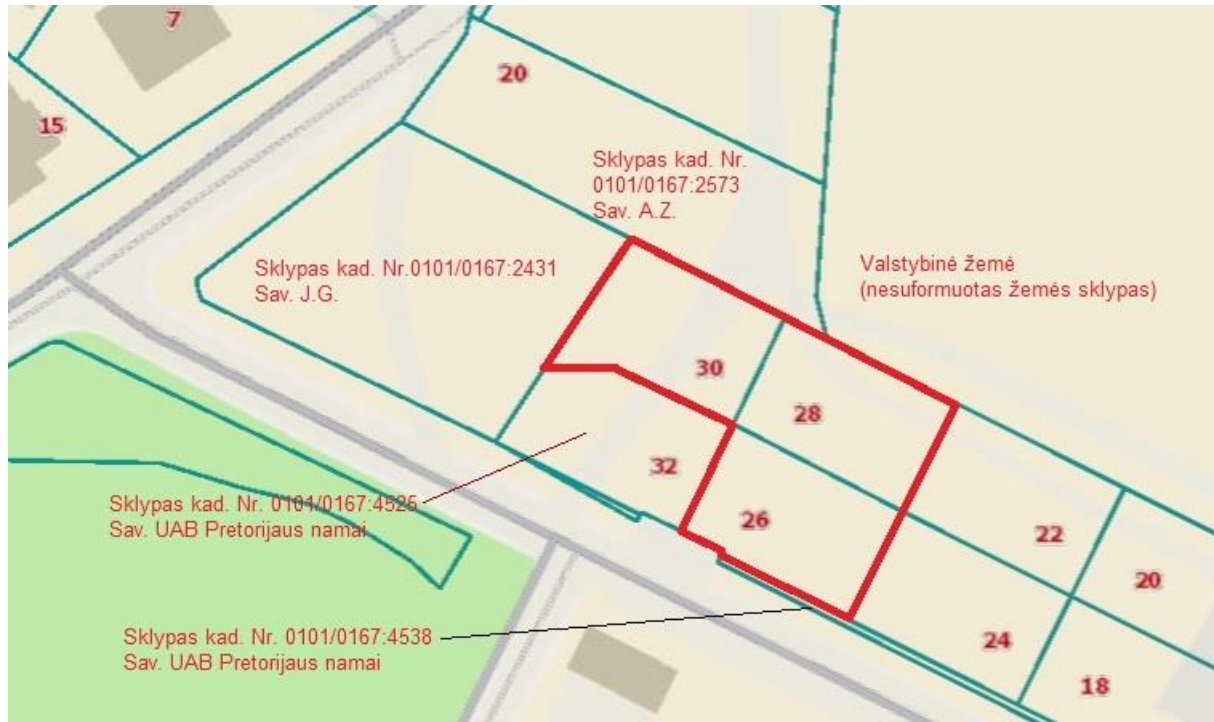 7
15
20
Sklypas kad. Nr.
0101/0167:2573
Sav. A.Z.
Sklypas kad. Nr.0101/0167:2431
Sav. J.G.
Valstybinė žemė
(nesuformuotas žemės sklypas)
30
28
32
26
Sklypas kad. Nr. 0101/0167:4525
Sav. UAB Pretorijaus namai
22
20
Sklypas kad. Nr. 0101/0167:4538
Sav. UAB Pretorijaus namai
24
18